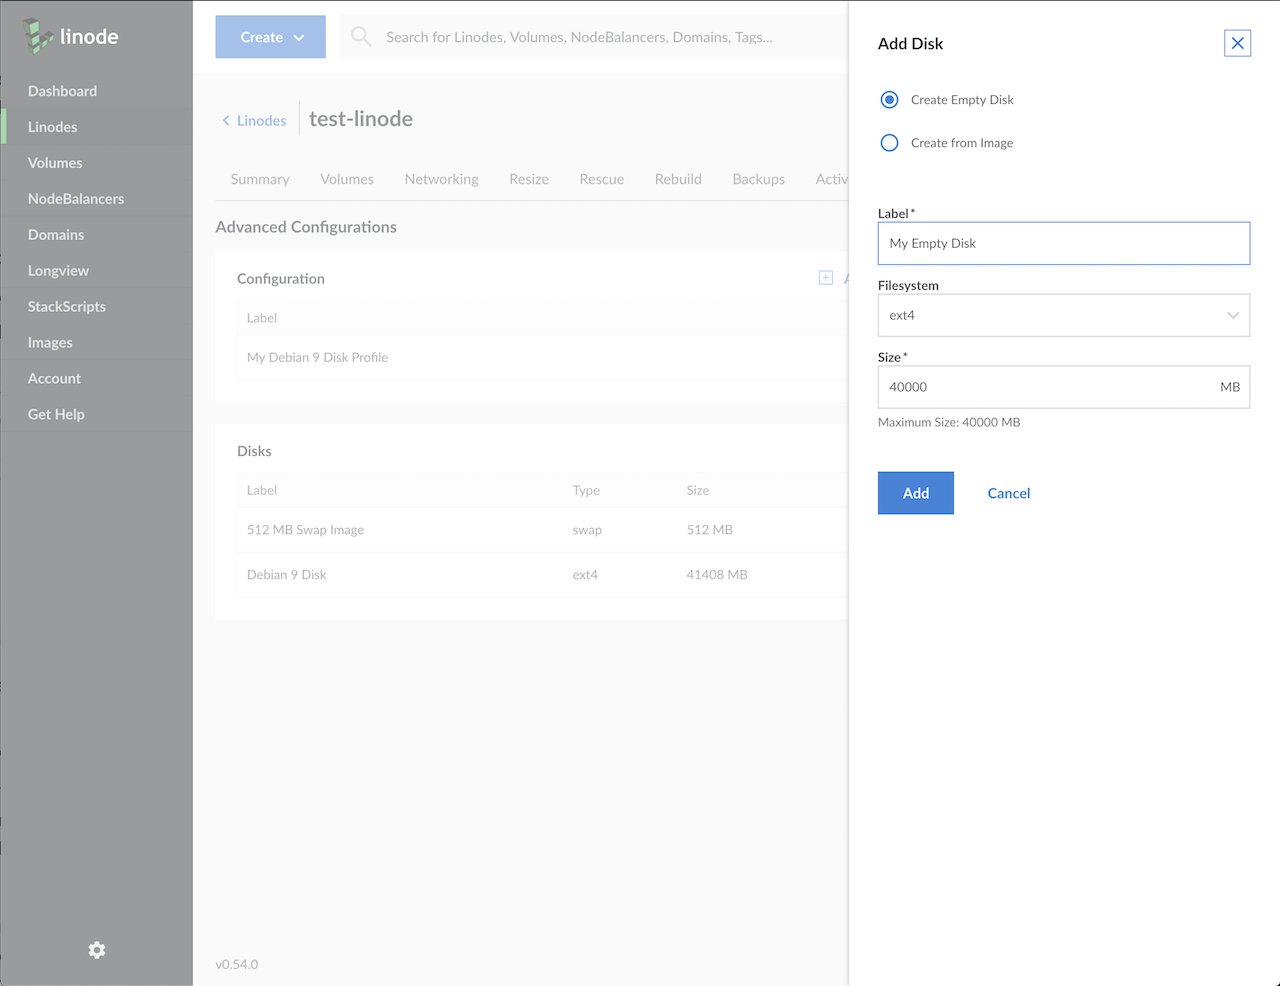 linode
Dashboard
Linodes
Volumes
NodeBalancers
Domains
Longview
StackScripts
Images
Account
Get Help
Create
Search for Linodes, Volumes, NodeBalancers, Domains, Tags...
Linodes
test-linode
Summary Volumes Networking Resize Rescue Rebuild Backups Activ
Advanced Configurations
Configuration
Label
My Debian 9 Disk Profile
Disks
Label Type Size
512 MB Swap Image swap 512 MB
Debian 9 Disk ext4 41408 MB
v0.54.0
Add Disk
Create Empty Disk
Create from Image
Label*
My Empty Disk
Filesystem
ext4
Size*
40000 MB
Maximum Size: 40000 MB
Add Cancel